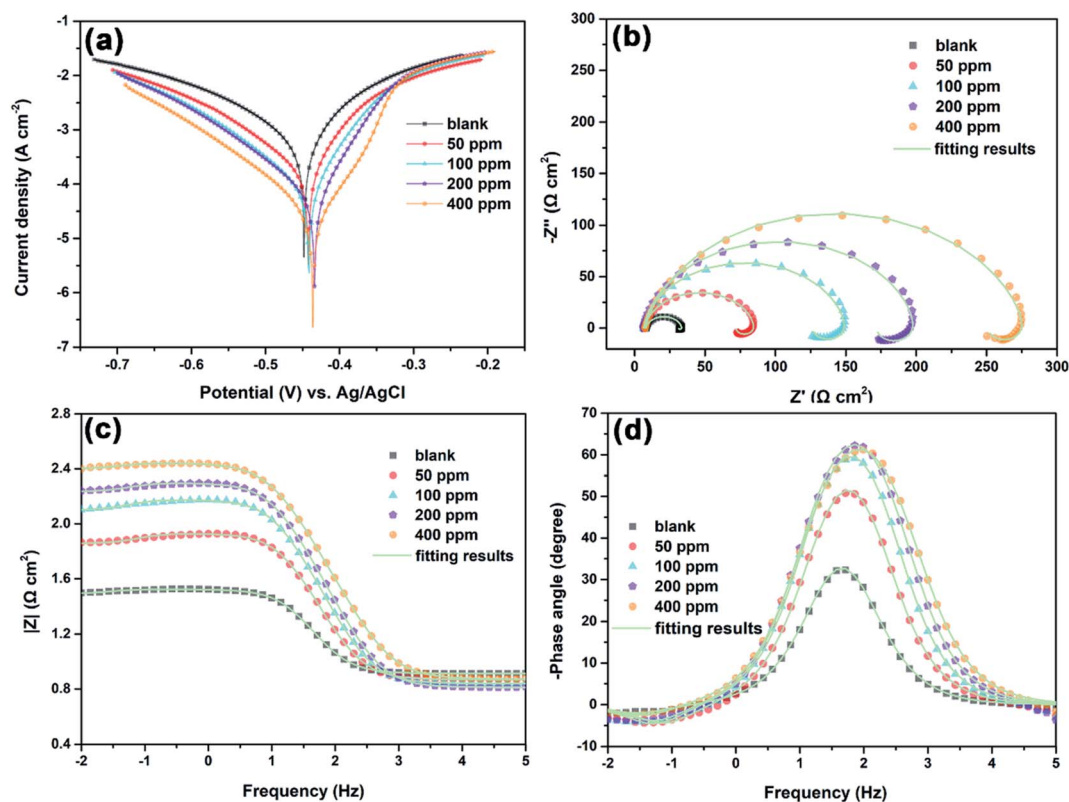 (a)
Current density (A cm⁻²)
-1
-2
-3
-4
-5
-6
-7
blank
50 ppm
100 ppm
200 ppm
400 ppm
-0.7
-0.6
-0.5
-0.4
-0.3
-0.2
Potential (V) vs. Ag/AgCl
(b)
-Z'' (Ω cm²)
300
250
200
150
100
50
0
blank
50 ppm
100 ppm
200 ppm
400 ppm
fitting results
0
50
100
150
200
250
300
Z' (Ω cm²)
(c)
|Z| (Ω cm²)
2.8
2.4
2.0
1.6
1.2
0.8
0.4
blank
50 ppm
100 ppm
200 ppm
400 ppm
fitting results
-2
-1
0
1
2
3
4
5
Frequency (Hz)
(d)
-Phase angle (degree)
70
60
50
40
30
20
10
0
-10
blank
50 ppm
100 ppm
200 ppm
400 ppm
fitting results
-2
-1
0
1
2
3
4
5
Frequency (Hz)